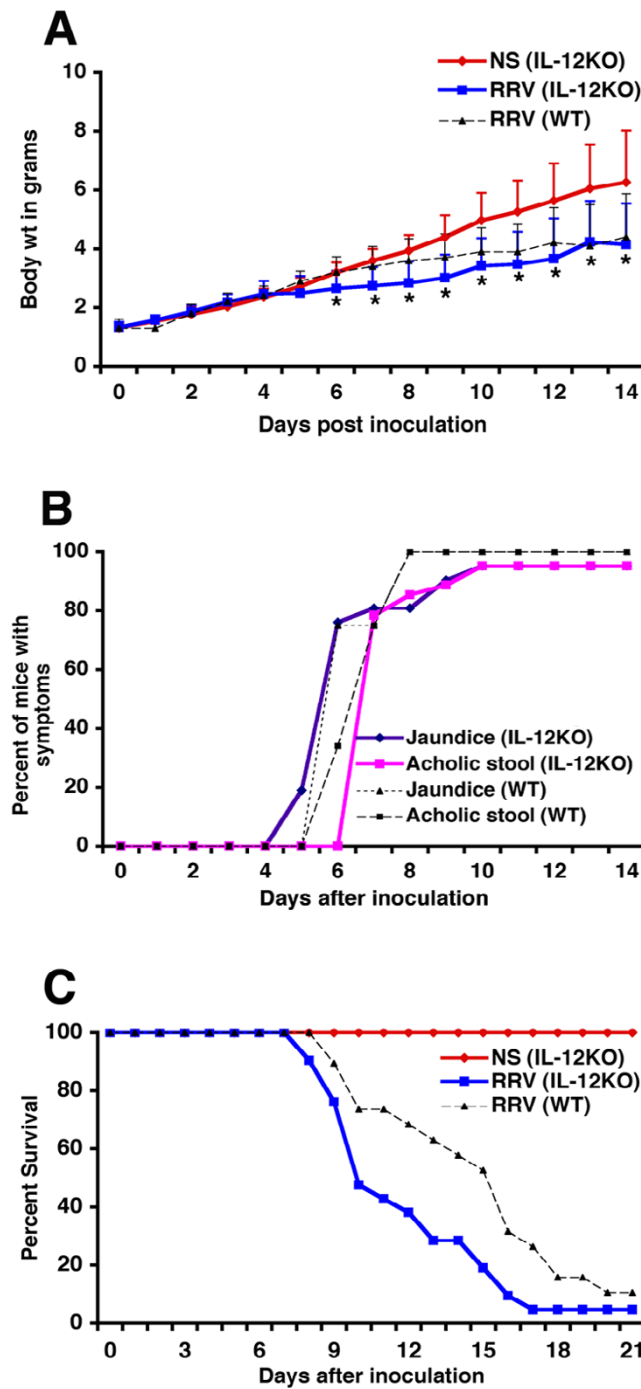 A
NS (IL-12KO)
RRV (IL-12KO)
RRV (WT)
10
8
6
4
2
0
Body wt in grams
* * * * * * * * *
0 2 4 6 8 10 12 14
Days post inoculation
B
100
80
60
40
20
0
Percent of mice with
symptoms
Jaundice (IL-12KO)
Acholic stool (IL-12KO)
Jaundice (WT)
Acholic stool (WT)
0 2 4 6 8 10 12 14
Days after inoculation
C
100
80
60
40
20
0
Percent Survival
NS (IL-12KO)
RRV (IL-12KO)
RRV (WT)
0 3 6 9 12 15 18 21
Days after inoculation